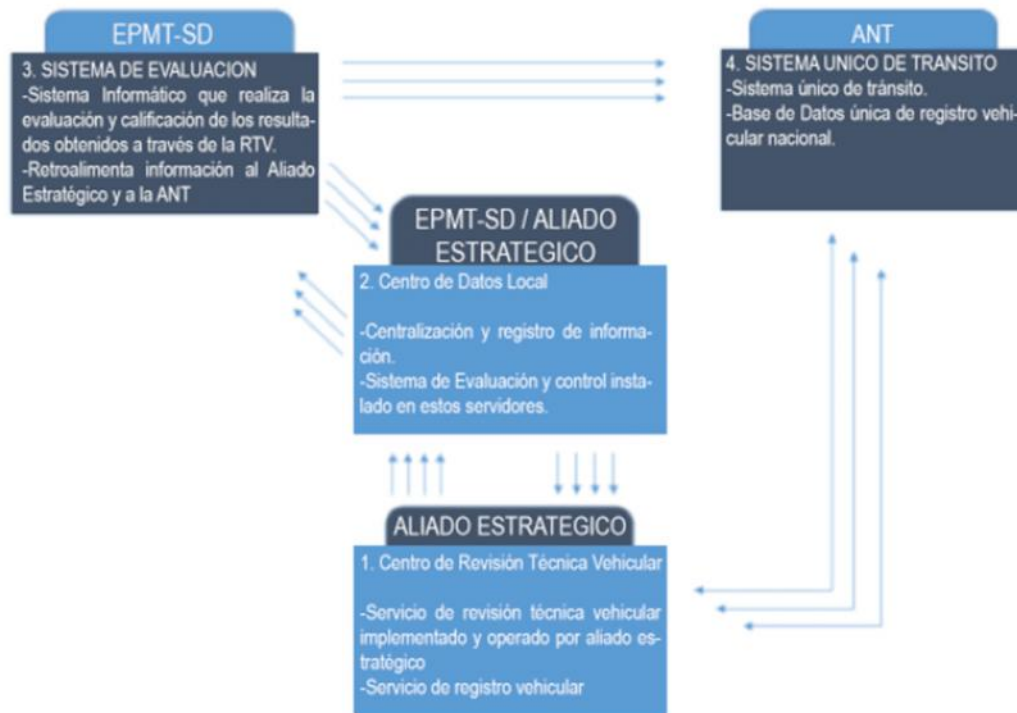 EPMT-SD
3. SISTEMA DE EVALUACION
-Sistema Informático que realiza la
evaluación y calificación de los resulta-
dos obtenidos a través de la RTV.
-Retroalimenta información al Aliado
Estratégico y a la ANT
ANT
4. SISTEMA UNICO DE TRANSITO
-Sistema único de tránsito.
-Base de Datos única de registro vehi-
cular nacional.
EPMT-SD / ALIADO
ESTRATEGICO
2. Centro de Datos Local
-Centralización y registro de informa-
ción.
-Sistema de Evaluación y control insta-
lado en estos servidores.
ALIADO ESTRATEGICO
1. Centro de Revisión Técnica Vehicular
-Servicio de revisión técnica vehicular
implementado y operado por aliado es-
tratégico
-Servicio de registro vehicular